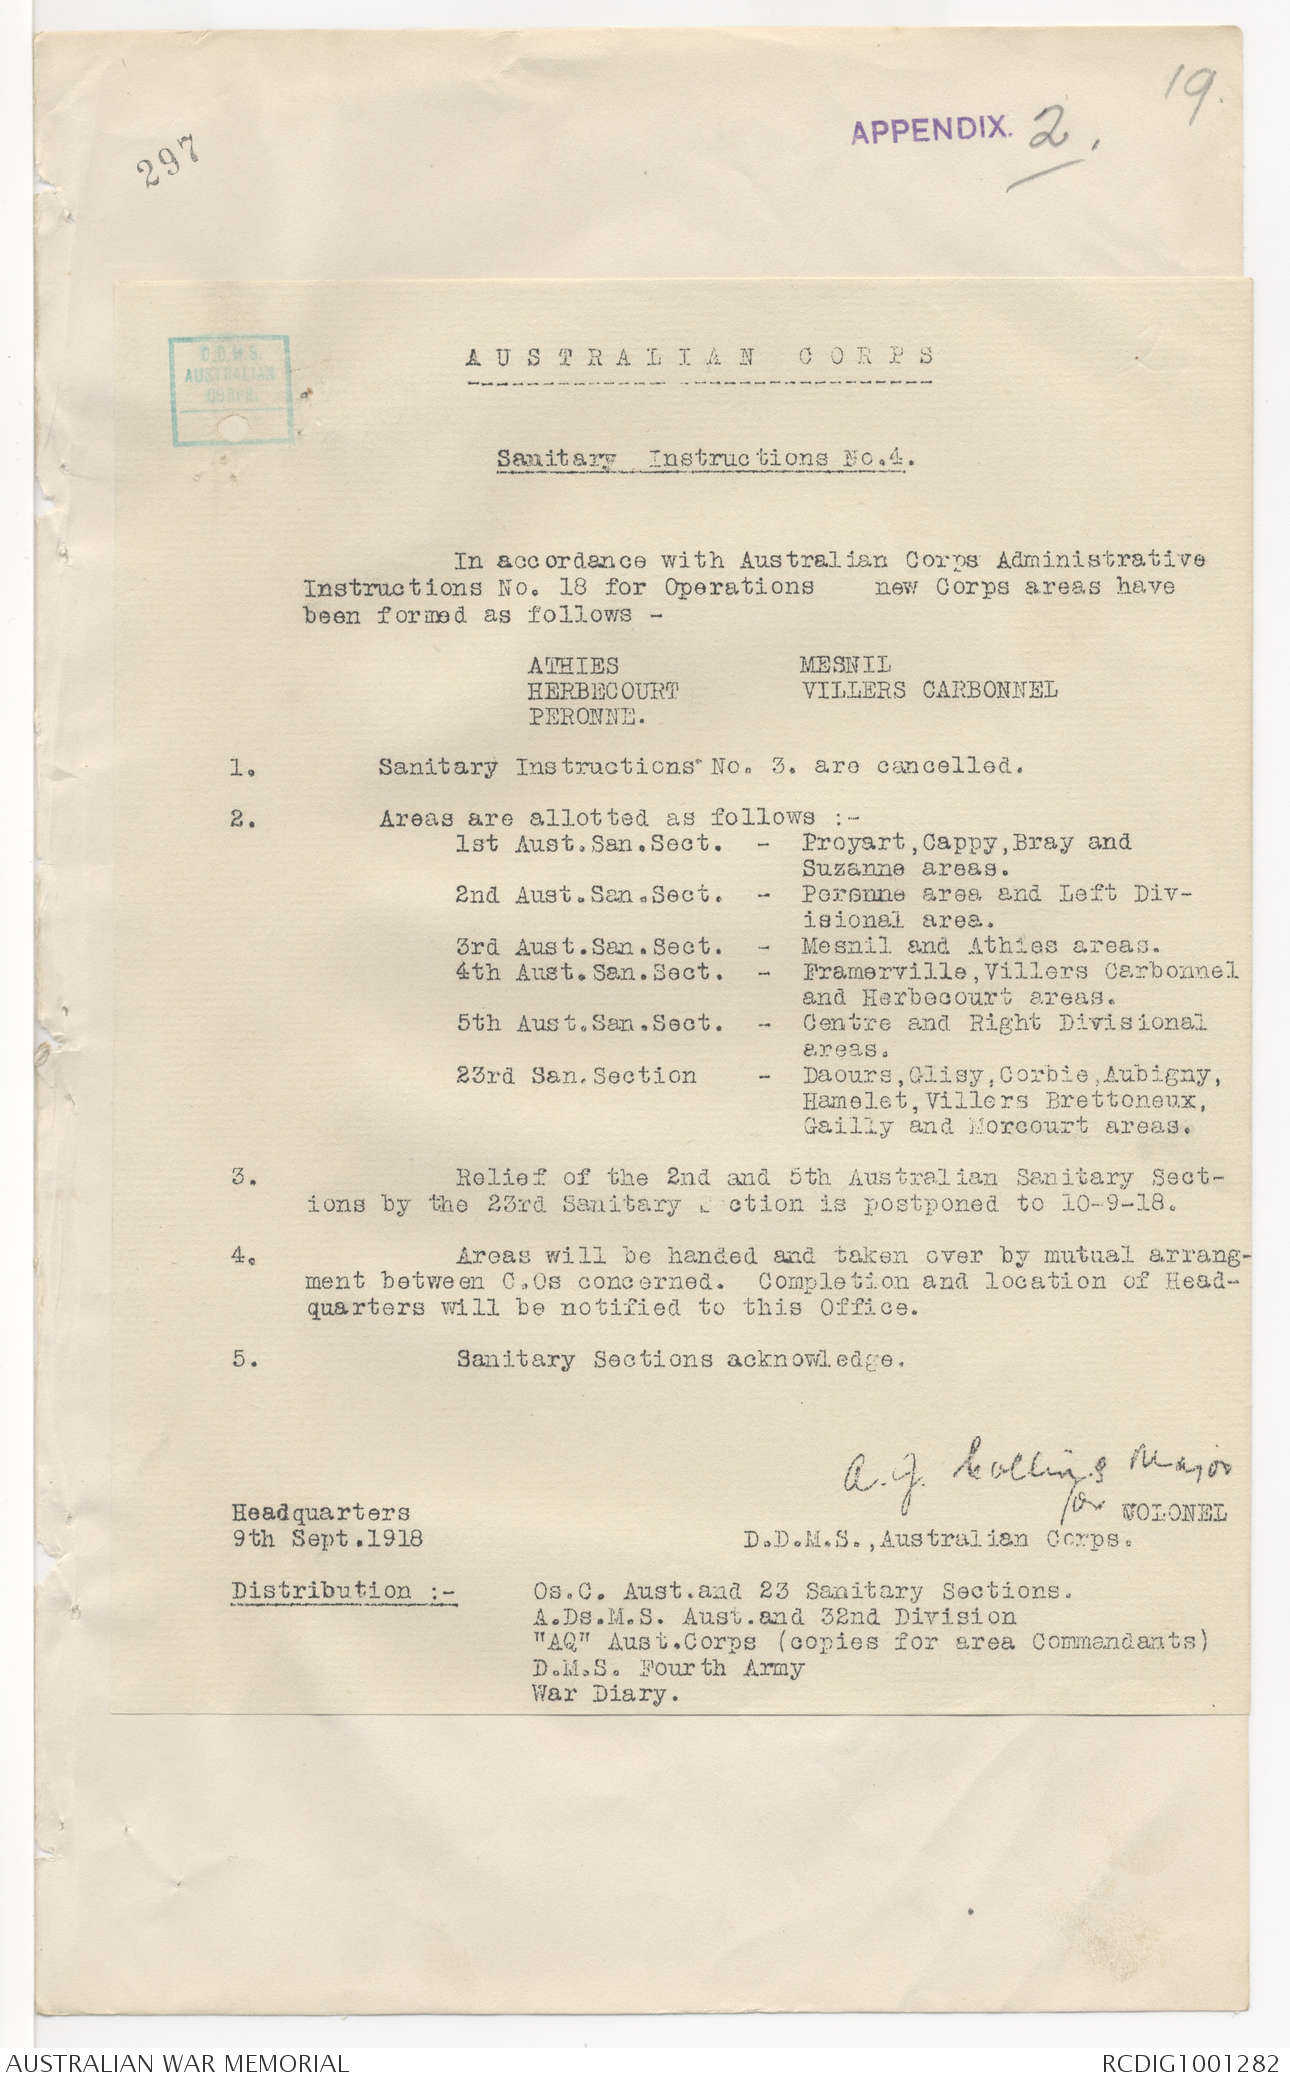 19.
APPENDIX. 2.
297
D.D.M.S.
AUSTRALIAN
CORPS.
AUSTRALIAN CORPS
Sanitary Instructions No.4.
In accordance with Australian Corps Administrative
Instructions No. 18 for Operations new Corps areas have
been formed as follows -
ATHIES MESNIL
HERBECOURT VILLERS CARBONNEL
PERONNE.
1. Sanitary Instructions No. 3. are cancelled.
2. Areas are allotted as follows :-
1st Aust.San.Sect. - Proyart,Cappy,Bray and
Suzanne areas.
2nd Aust.San.Sect. - Peronne area and Left Div-
isional area.
3rd Aust.San.Sect. - Mesnil and Athies areas.
4th Aust.San.Sect. - Framerville,Villers Carbonnel
and Herbecourt areas.
5th Aust.San.Sect. - Centre and Right Divisional
areas.
23rd San.Section - Daours,Glisy,Corbie,Aubigny,
Hamelet,Villers Brettoneux,
Gailly and Morcourt areas.
3. Relief of the 2nd and 5th Australian Sanitary Sect-
ions by the 23rd Sanitary Section is postponed to 10-9-18.
4. Areas will be handed and taken over by mutual arrang-
ment between C.Os concerned. Completion and location of Head-
quarters will be notified to this Office.
5. Sanitary Sections acknowledge.
A.J. Collins Major
for
Headquarters COLONEL
9th Sept.1918 D.D.M.S.,Australian Corps.
Distribution :- Os.C. Aust.and 23 Sanitary Sections.
A.Ds.M.S. Aust.and 32nd Division
"AQ" Aust.Corps (copies for area Commandants)
D.M.S. Fourth Army
War Diary.
AUSTRALIAN WAR MEMORIAL RCDIG1001282